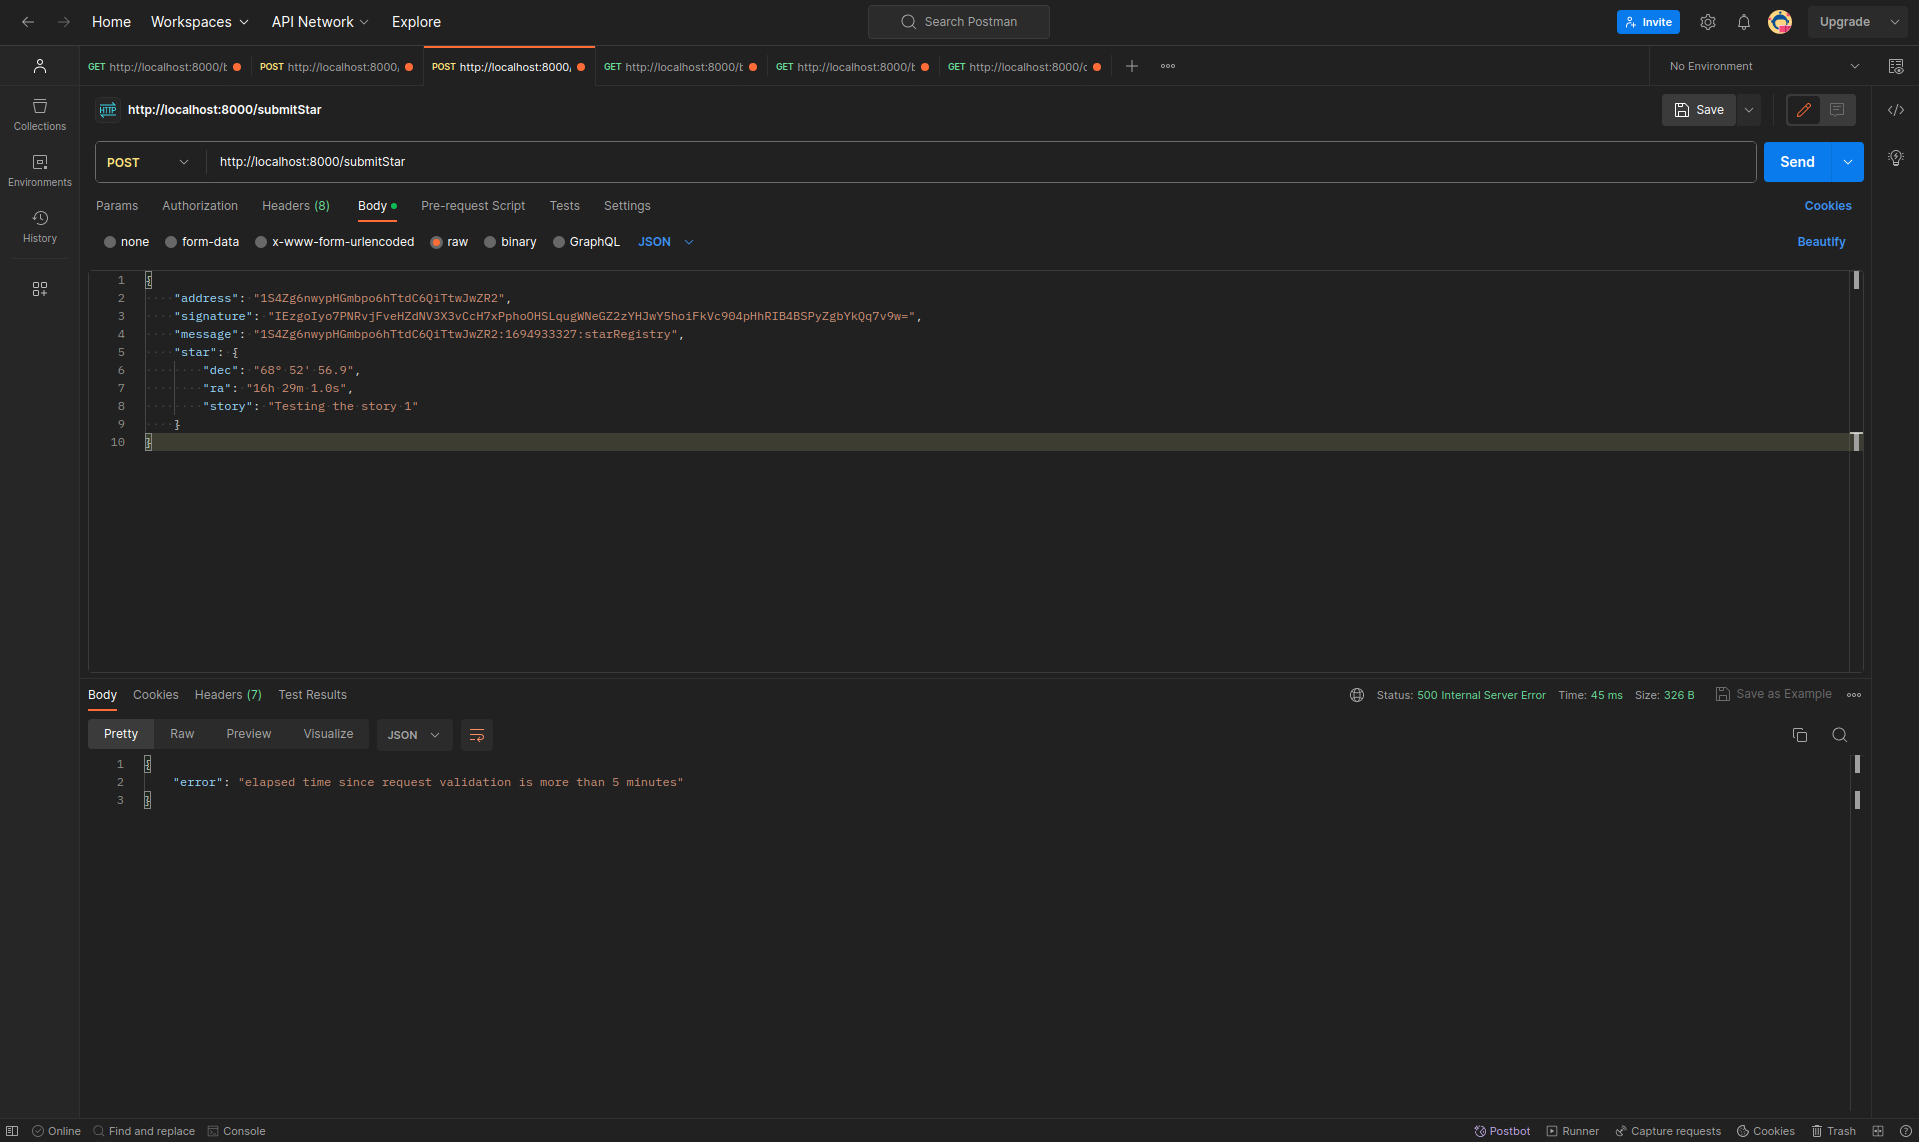 Home Workspaces API Network Explore Search Postman Invite Upgrade
GET http://localhost:8000/ POST http://localhost:8000/ POST http://localhost:8000/ GET http://localhost:8000/ GET http://localhost:8000/ GET http://localhost:8000/ No Environment
HTTP http://localhost:8000/submitStar Save
Collections
Environments
History
POST http://localhost:8000/submitStar Send
Params Authorization Headers (8) Body Pre-request Script Tests Settings Cookies
none form-data x-www-form-urlencoded raw binary GraphQL JSON Beautify
1 {
2 "address": "1S4Zg6nwypHGmbpo6hTtdC6QiTtwJwZR2",
3 "signature": "IEzgoIyo7PNRvjFveHZdNV3X3vCcH7xPphoOHSLqugWNeGZ2zYHJwY5hoiFkVc904pHhRIB4BSPyZgbYkQq7v9w=",
4 "message": "1S4Zg6nwypHGmbpo6hTtdC6QiTtwJwZR2:1694933327:starRegistry",
5 "star": {
6 "dec": "68° 52' 56.9",
7 "ra": "16h 29m 1.0s",
8 "story": "Testing the story 1"
9 }
10 }
Body Cookies Headers (7) Test Results Status: 500 Internal Server Error Time: 45 ms Size: 326 B Save as Example
Pretty Raw Preview Visualize JSON
1 {
2 "error": "elapsed time since request validation is more than 5 minutes"
3 }
Online Find and replace Console Postbot Runner Capture requests Cookies Trash